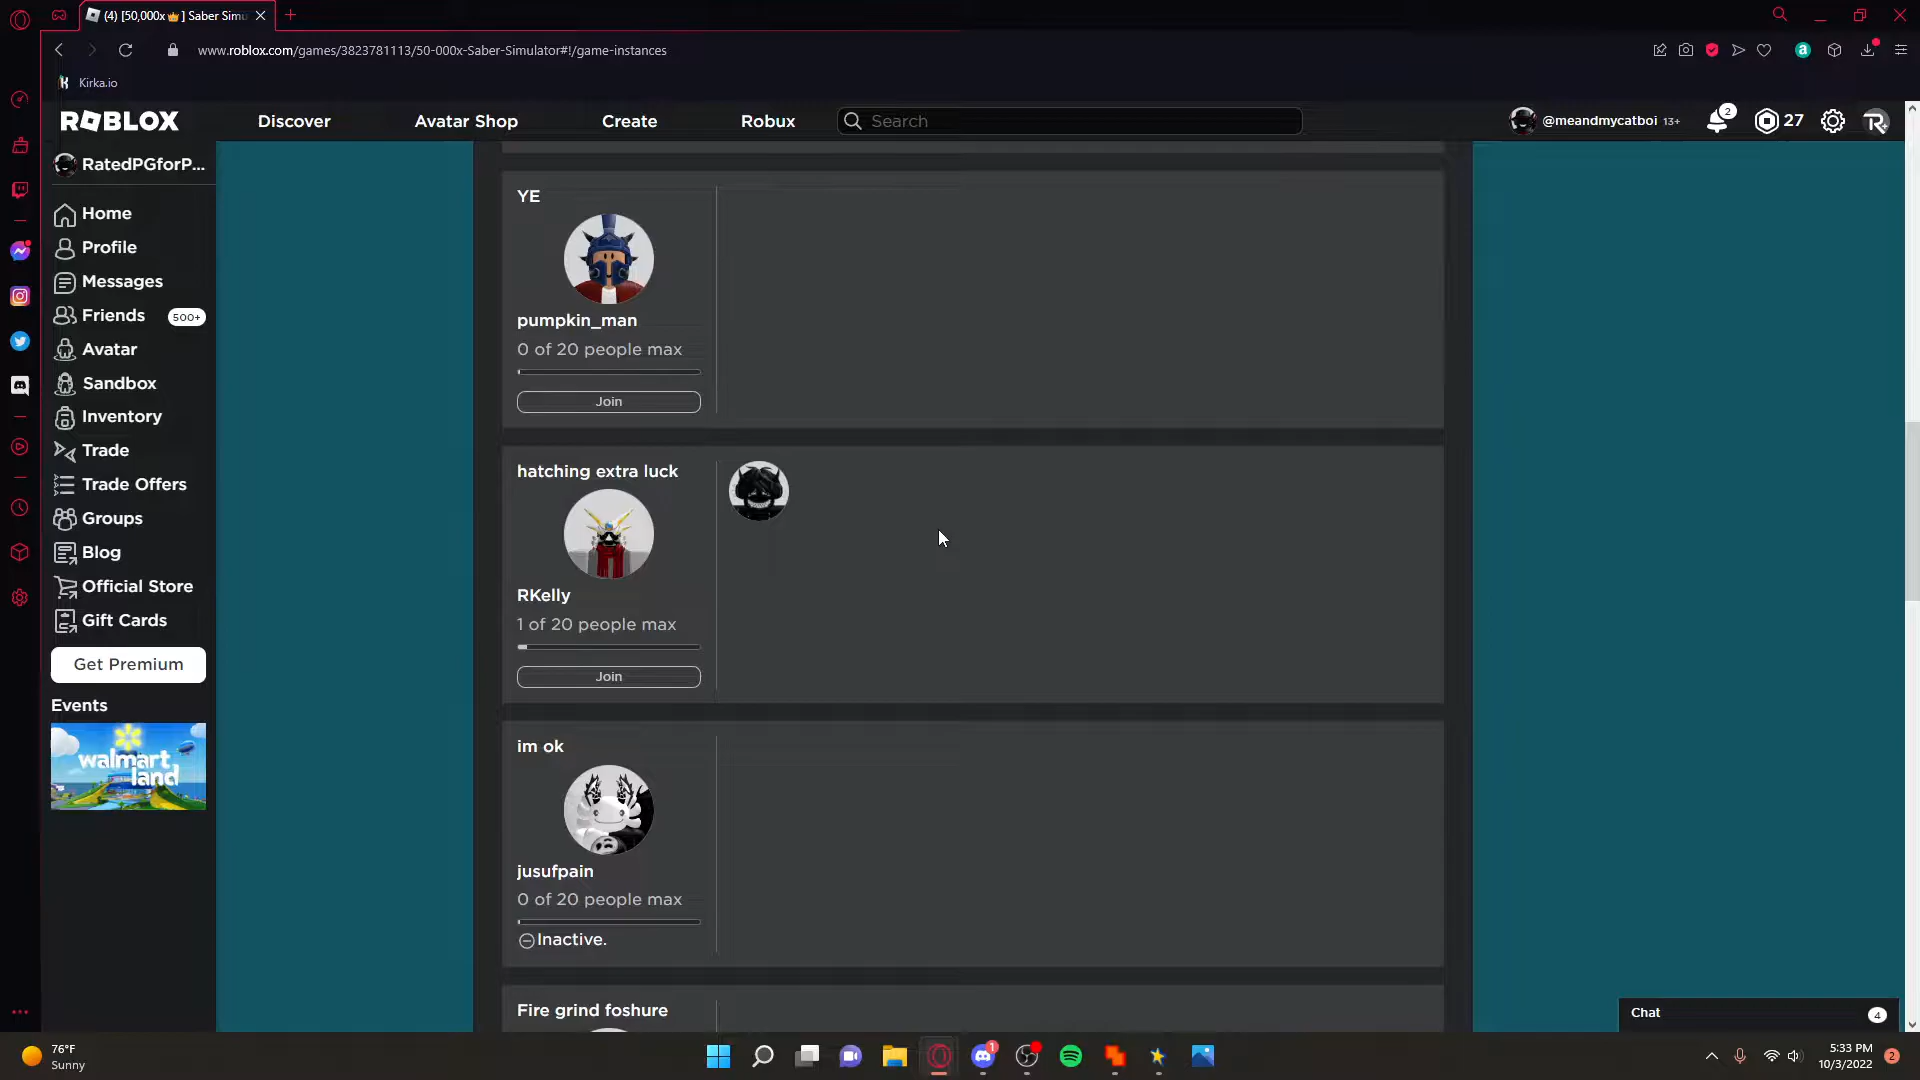 (4) [50,000x👑] Saber Simu
www.roblox.com/games/3823781113/50-000x-Saber-Simulator#!/game-instances
Kirka.io
ROBLOX
Discover
Avatar Shop
Create
Robux
Search
@meandmycatboi 13+
2
27
RatedPGforP...
Home
Profile
Messages
Friends 500+
Avatar
Sandbox
Inventory
Trade
Trade Offers
Groups
Blog
Official Store
Gift Cards
Get Premium
Events
walmart
land
YE
pumpkin_man
0 of 20 people max
Join
hatching extra luck
RKelly
1 of 20 people max
Join
im ok
jusufpain
0 of 20 people max
Inactive.
Fire grind foshure
Chat 4
76°F
Sunny
1
5:33 PM
10/3/2022
2